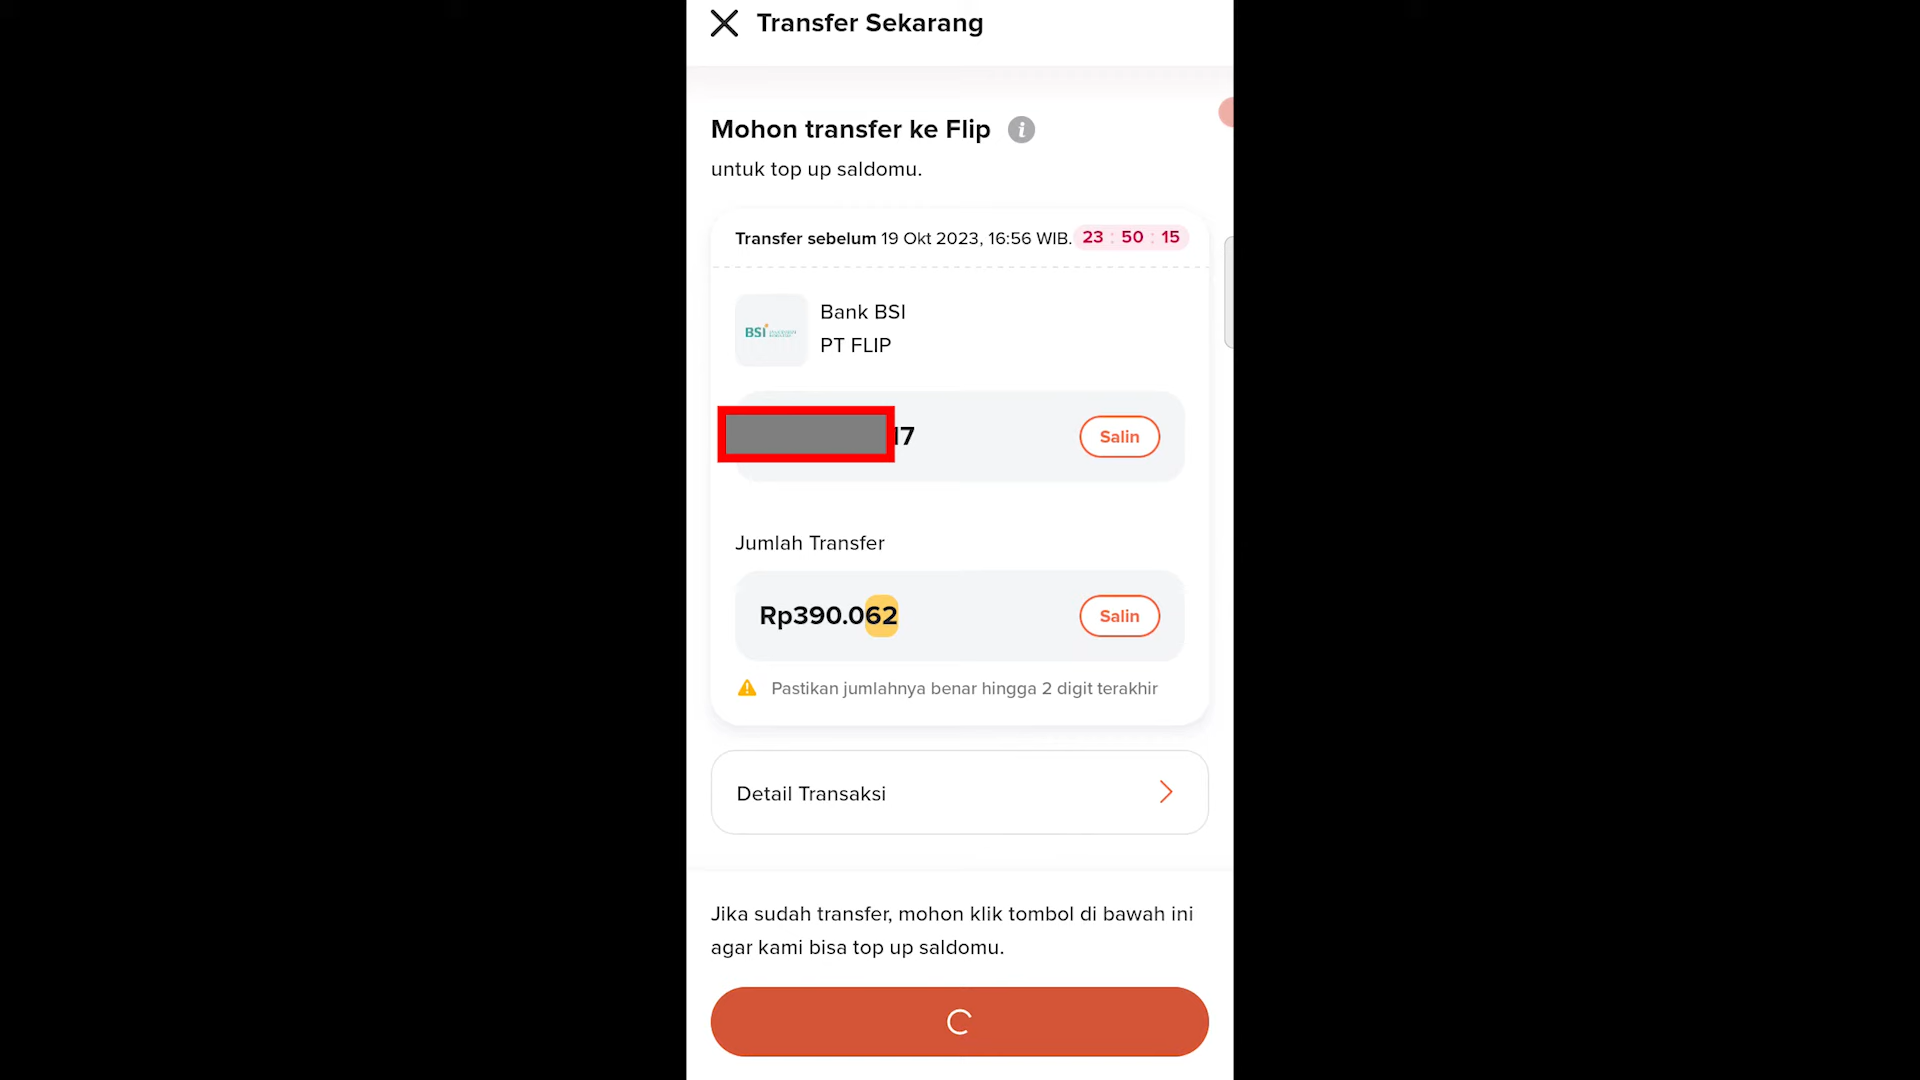 Transfer Sekarang
Mohon transfer ke Flip
untuk top up saldomu.
Transfer sebelum 19 Okt 2023, 16:56 WIB. 23 : 50 : 15
BSI
Bank BSI
PT FLIP
17
Salin
Jumlah Transfer
Rp390.062
Salin
Pastikan jumlahnya benar hingga 2 digit terakhir
Detail Transaksi
Jika sudah transfer, mohon klik tombol di bawah ini
agar kami bisa top up saldomu.